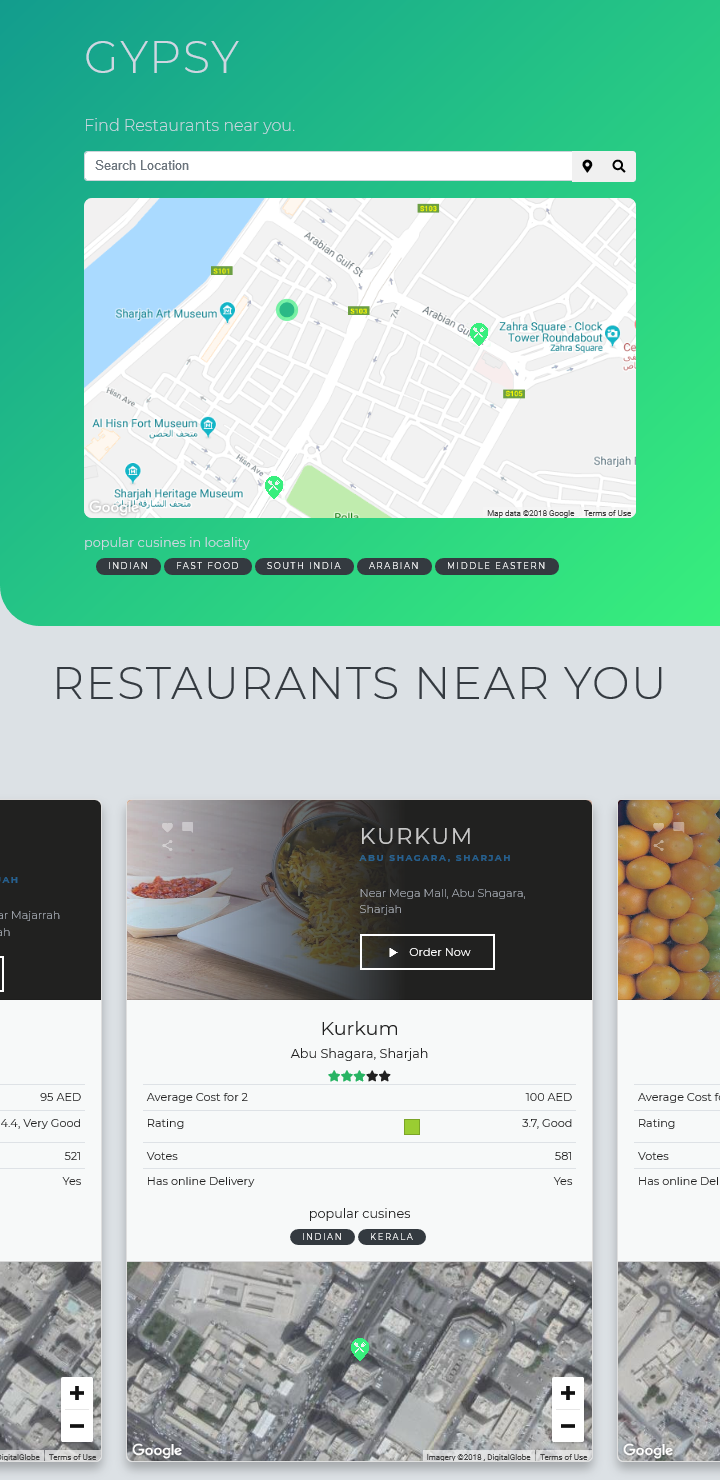 GYPSY
Find Restaurants near you.
Search Location
S103
Arabian Gulf St
S101
Sharjah Art Museum
S103
74
Arabian Gu
Zahra Square - Clock
Tower Roundabout
Zahra Square
Ce
S105
Hisn Ave
Al Hisn Fort Museum
متحف الحصن
Hisn Ave
Sharjah
Sharjah Heritage Museum
Google
Rolla
Map data ©2018 Google Terms of Use
popular cusines in locality
INDIAN FAST FOOD SOUTH INDIA ARABIAN MIDDLE EASTERN
RESTAURANTS NEAR YOU
AH
ar Majarrah
ah
95 AED
4.4, Very Good
521
Yes
italGlobe Terms of Use
KURKUM
ABU SHAGARA, SHARJAH
Near Mega Mall, Abu Shagara,
Sharjah
Order Now
Kurkum
Abu Shagara, Sharjah
Average Cost for 2 100 AED
Rating 3.7, Good
Votes 581
Has online Delivery Yes
popular cusines
INDIAN KERALA
Google
Imagery ©2018 , DigitalGlobe Terms of Use
Average Cost fo
Rating
Votes
Has online Del
Google